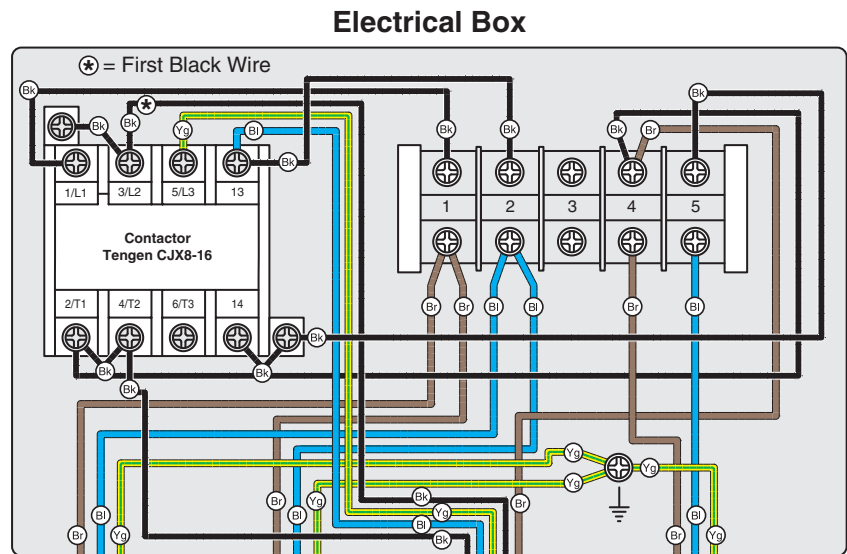 Electrical Box
* = First Black Wire
Bk
Bk
Bk
*
Yg
Bl
Bk
Bk
Bk
Bk
Br
Bk
1/L1
3/L2
5/L3
13
1
2
3
4
5
Contactor
Tengen CJX8-16
2/T1
4/T2
6/T3
14
Br
Br
Bl
Bl
Br
Bl
Bk
Bk
Bk
Bk
Yg
Yg
Yg
Br
Yg
Bk
Br
Bl
Yg
Bl
Bl
Bl
Br
Yg
Bk
Br
Yg